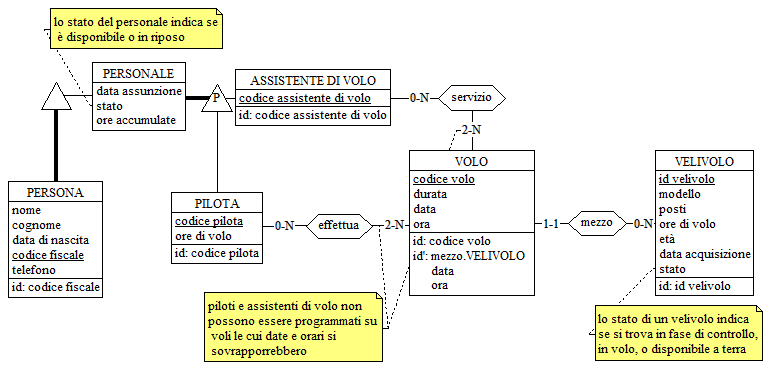 lo stato del personale indica se
è disponibile o in riposo
PERSONALE
data assunzione
stato
ore accumulate
P
ASSISTENTE DI VOLO
codice assistente di volo
id: codice assistente di volo
0-N
servizio
2-N
PERSONA
nome
cognome
data di nascita
codice fiscale
telefono
id: codice fiscale
PILOTA
codice pilota
ore di volo
id: codice pilota
0-N
effettua
2-N
VOLO
codice volo
durata
data
ora
id: codice volo
id': mezzo.VELIVOLO
data
ora
1-1
mezzo
0-N
VELIVOLO
id velivolo
modello
posti
ore di volo
età
data acquisizione
stato
id: id velivolo
piloti e assistenti di volo non
possono essere programmati su
voli le cui date e orari si
sovrapporrebbero
lo stato di un velivolo indica
se si trova in fase di controllo,
in volo, o disponibile a terra